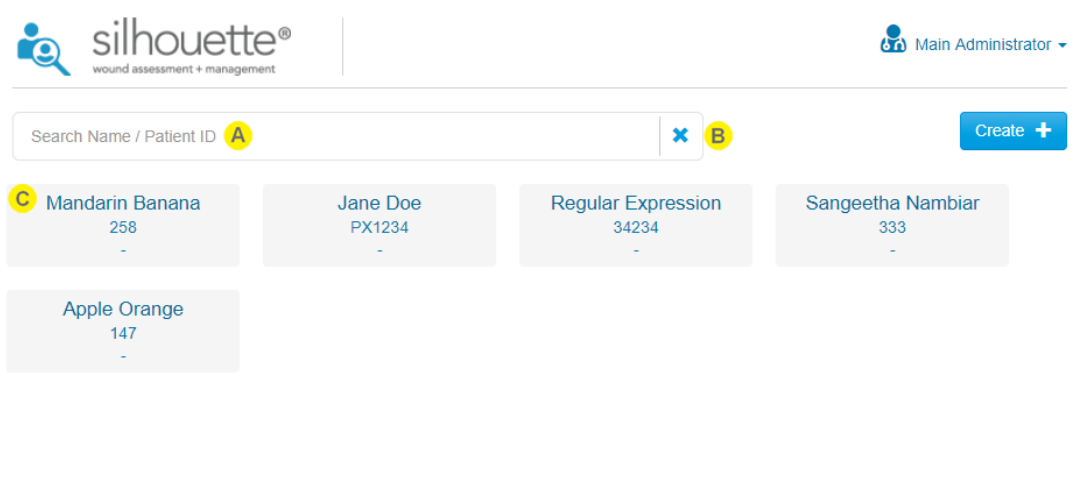 silhouette®
wound assessment + management
Main Administrator
Search Name / Patient ID A
B
Create +
C Mandarin Banana
258
-
Jane Doe
PX1234
-
Regular Expression
34234
-
Sangeetha Nambiar
333
-
Apple Orange
147
-